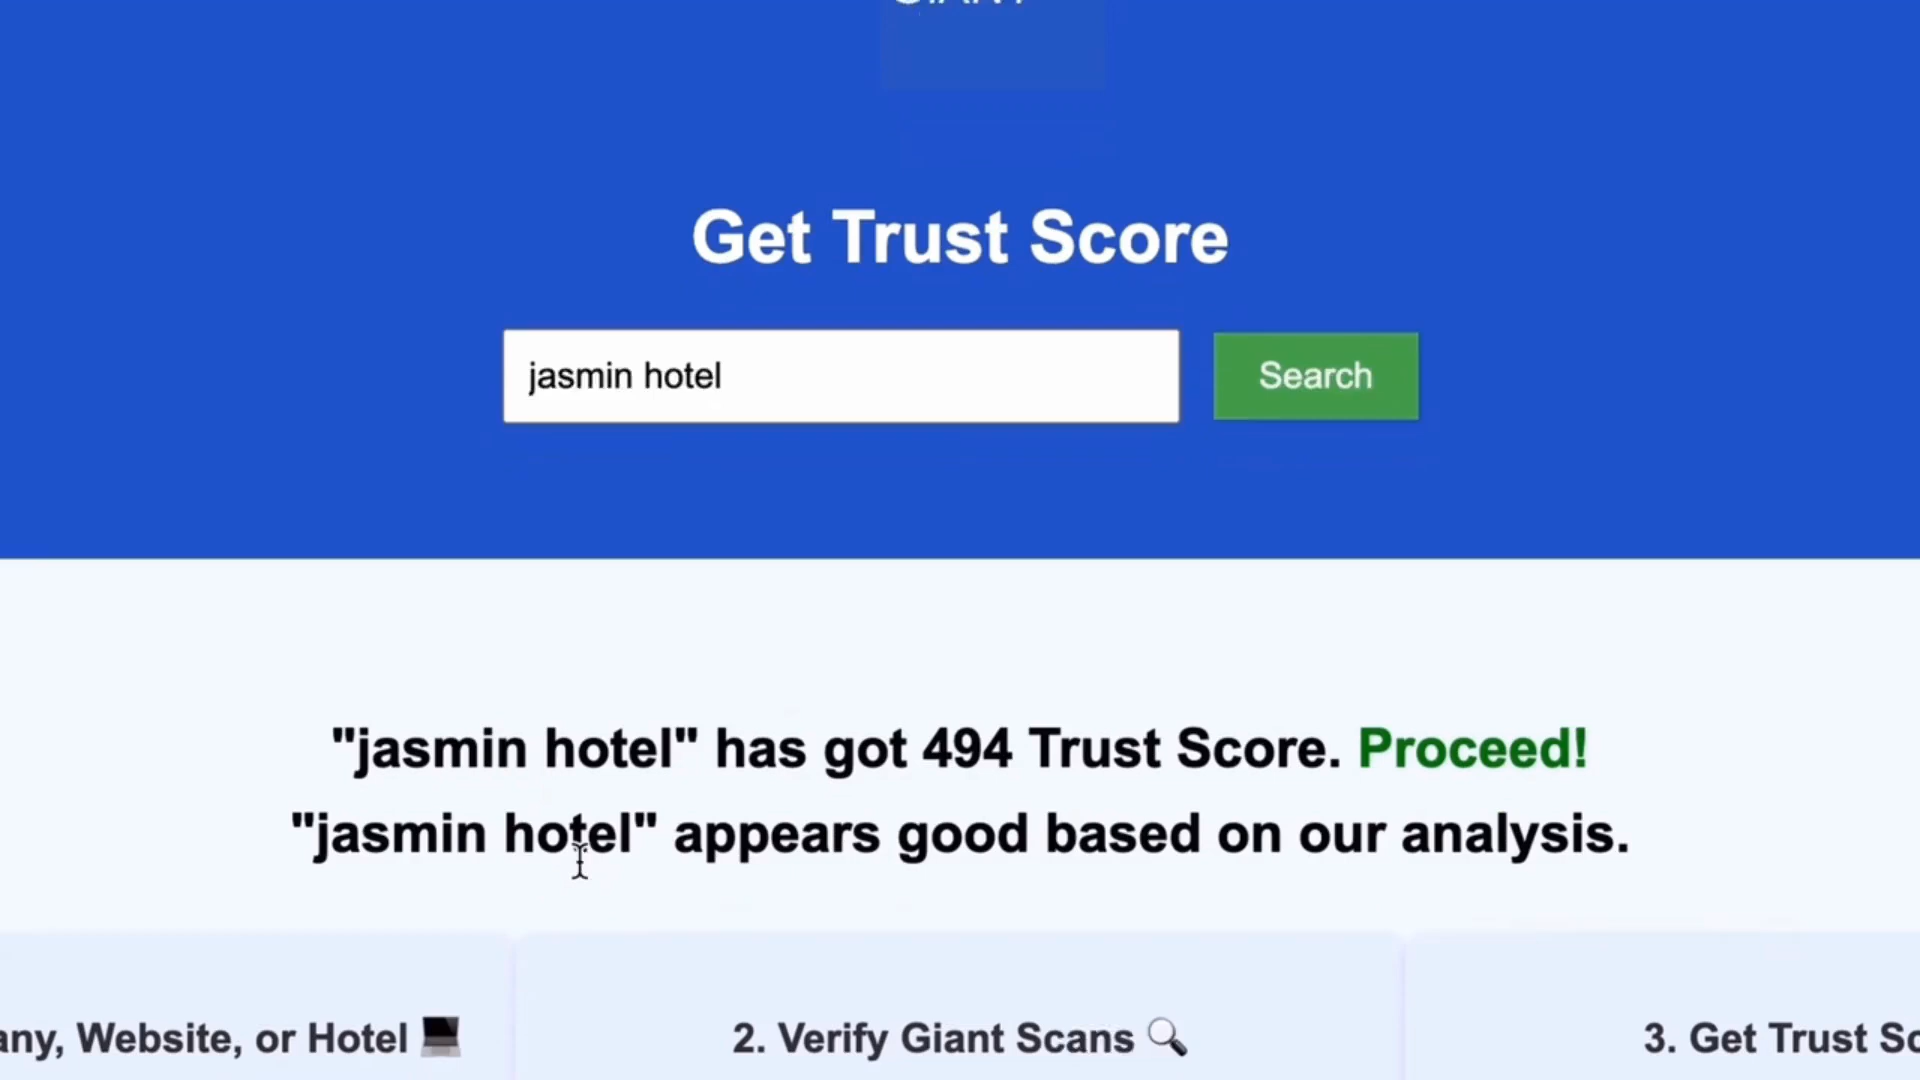 GIANT
Get Trust Score
jasmin hotel
Search
"jasmin hotel" has got 494 Trust Score. Proceed!
"jasmin hotel" appears good based on our analysis.
any, Website, or Hotel
2. Verify Giant Scans
3. Get Trust Sc